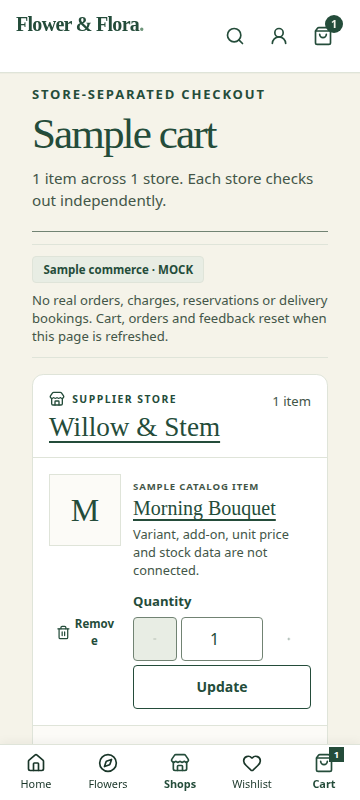 Flower & Flora.
1
STORE-SEPARATED CHECKOUT
Sample cart
1 item across 1 store. Each store checks
out independently.
Sample commerce · MOCK
No real orders, charges, reservations or delivery
bookings. Cart, orders and feedback reset when
this page is refreshed.
SUPPLIER STORE
1 item
Willow & Stem
M
SAMPLE CATALOG ITEM
Morning Bouquet
Variant, add-on, unit price
and stock data are not
connected.
Quantity
Remov
e
1
Update
1
Home
Flowers
Shops
Wishlist
Cart